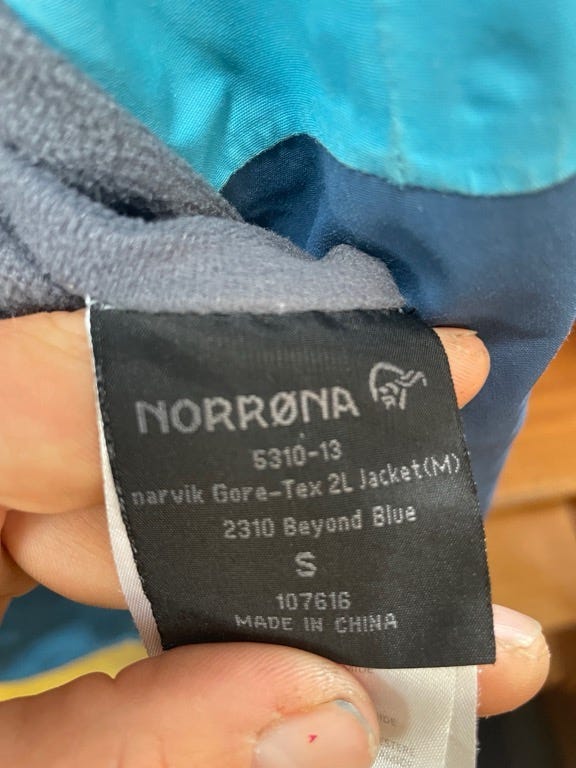 NORRØNA
5310-13
narvik Gore-Tex 2L Jacket(M)
2310 Beyond Blue
S
107616
MADE IN CHINA